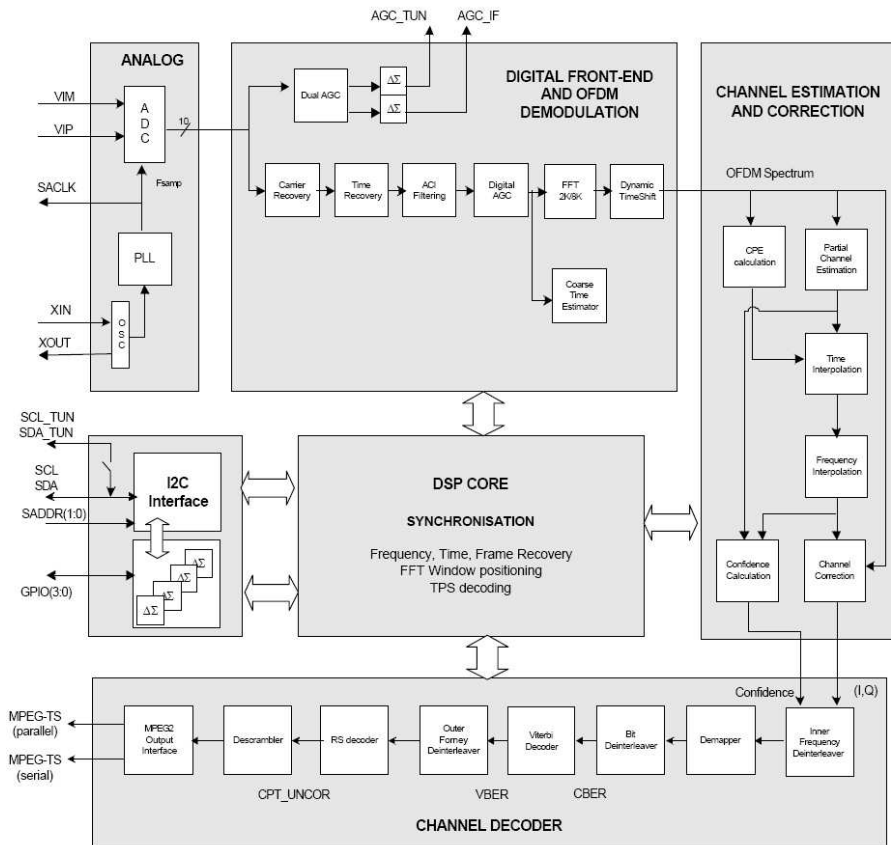 AGC_TUN
AGC_IF
ANALOG
VIM
VIP
A
D
C
10
SACLK
Fsamp
PLL
XIN
XOUT
O
S
C
DIGITAL FRONT-END
AND OFDM
DEMODULATION
Dual AGC
ΔΣ
ΔΣ
Carrier
Recovery
Time
Recovery
ACI
Filtering
Digital
AGC
FFT
2K/8K
Dynamic
TimeShift
Coarse
Time
Estimator
CHANNEL ESTIMATION
AND CORRECTION
OFDM Spectrum
CPE
calculation
Partial
Channel
Estimation
Time
Interpolation
Frequency
Interpolation
Confidence
Calculation
Channel
Correction
SCL_TUN
SDA_TUN
SCL
SDA
SADDR(1:0)
GPIO(3:0)
I2C
Interface
ΔΣ
ΔΣ
ΔΣ
ΔΣ
DSP CORE
SYNCHRONISATION
Frequency, Time, Frame Recovery
FFT Window positioning
TPS decoding
Confidence
(I,Q)
MPEG-TS
(parallel)
MPEG-TS
(serial)
MPEG2
Output
Interface
Descrambler
RS decoder
Outer
Forney
Deinterleaver
Viterbi
Decoder
Bit
Deinterleaver
Demapper
Inner
Frequency
Deinterleaver
CPT_UNCOR
VBER
CBER
CHANNEL DECODER